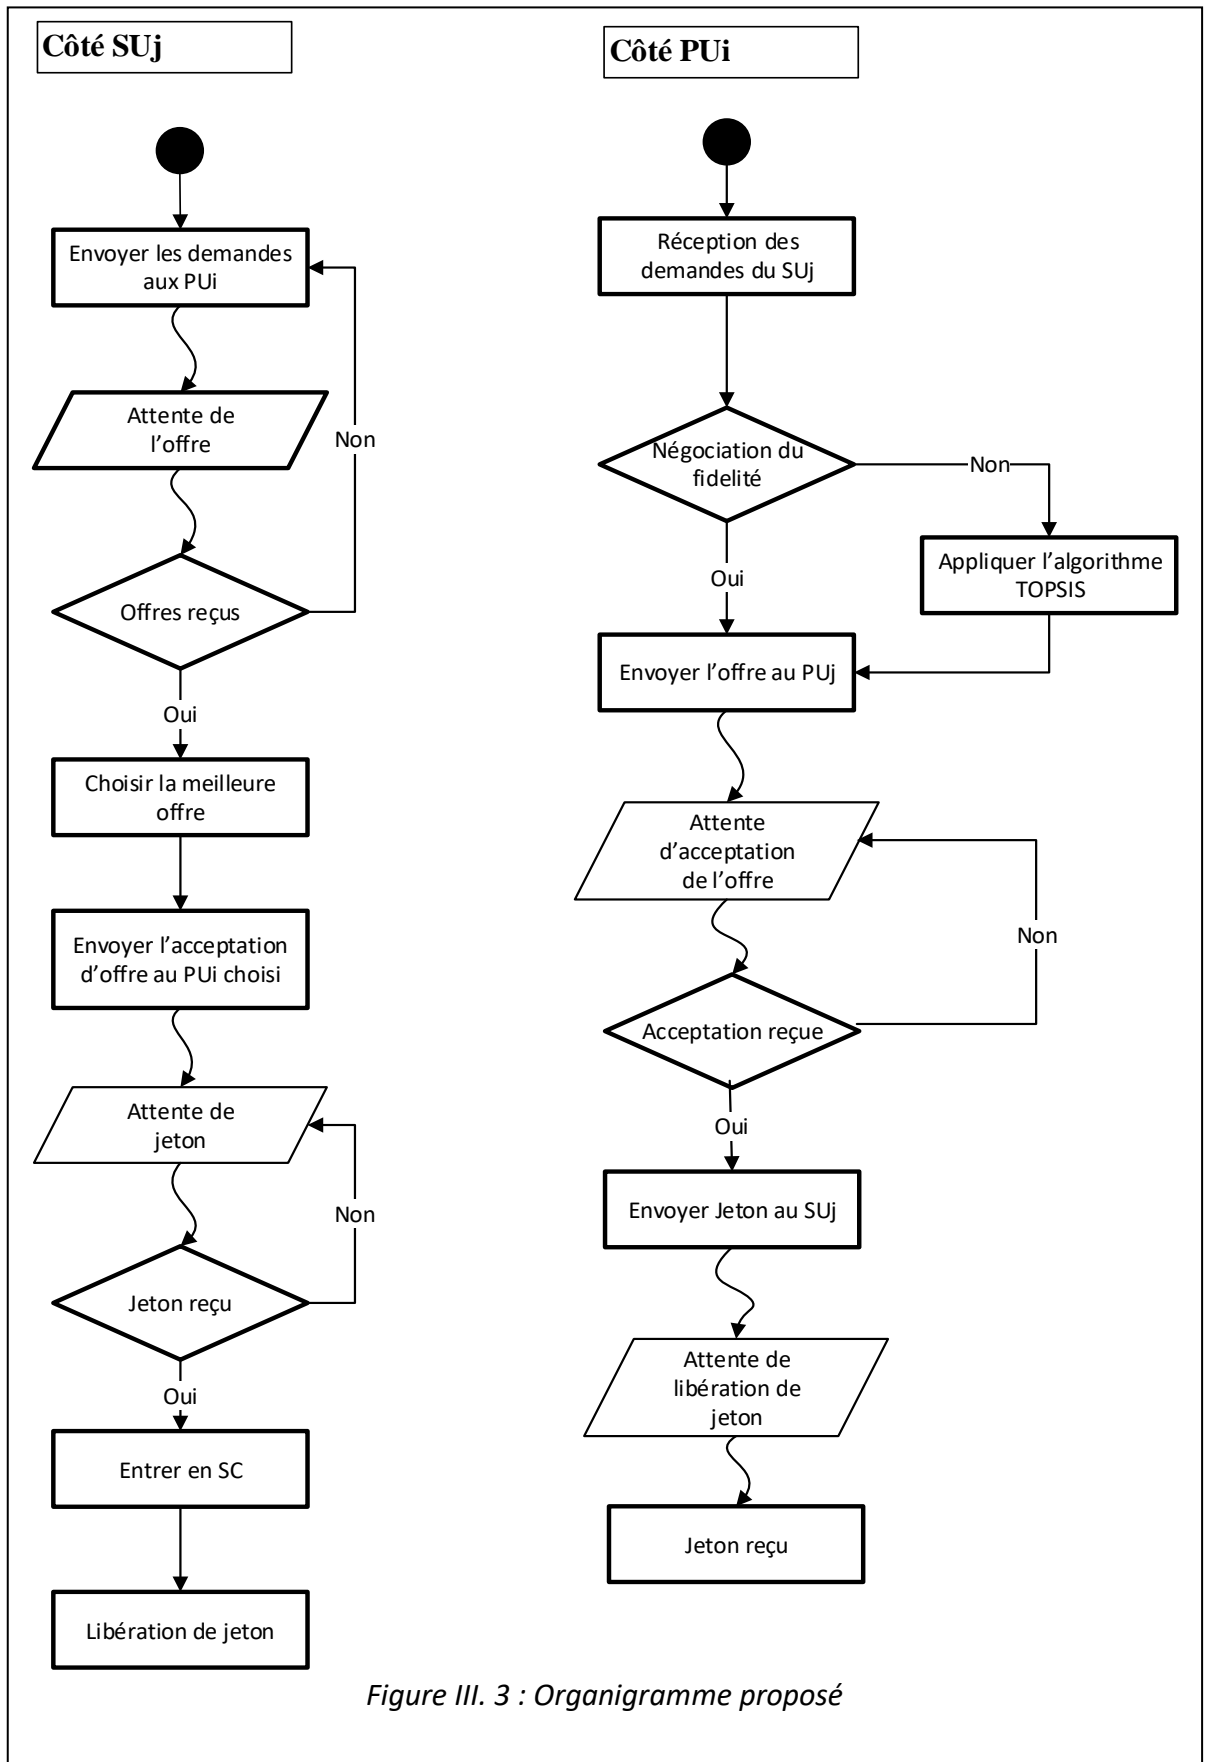 Côté SUj
Envoyer les demandes
aux PUi
Attente de
l’offre
Non
Offres reçus
Oui
Choisir la meilleure
offre
Envoyer l’acceptation
d’offre au PUi choisi
Attente de
jeton
Non
Jeton reçu
Oui
Entrer en SC
Libération de jeton
Côté PUi
Réception des
demandes du SUj
Négociation du
fidelité
Non
Appliquer l’algorithme
TOPSIS
Oui
Envoyer l’offre au PUj
Attente
d’acceptation
de l’offre
Non
Acceptation reçue
Oui
Envoyer Jeton au SUj
Attente de
libération de
jeton
Jeton reçu
Figure III. 3 : Organigramme proposé